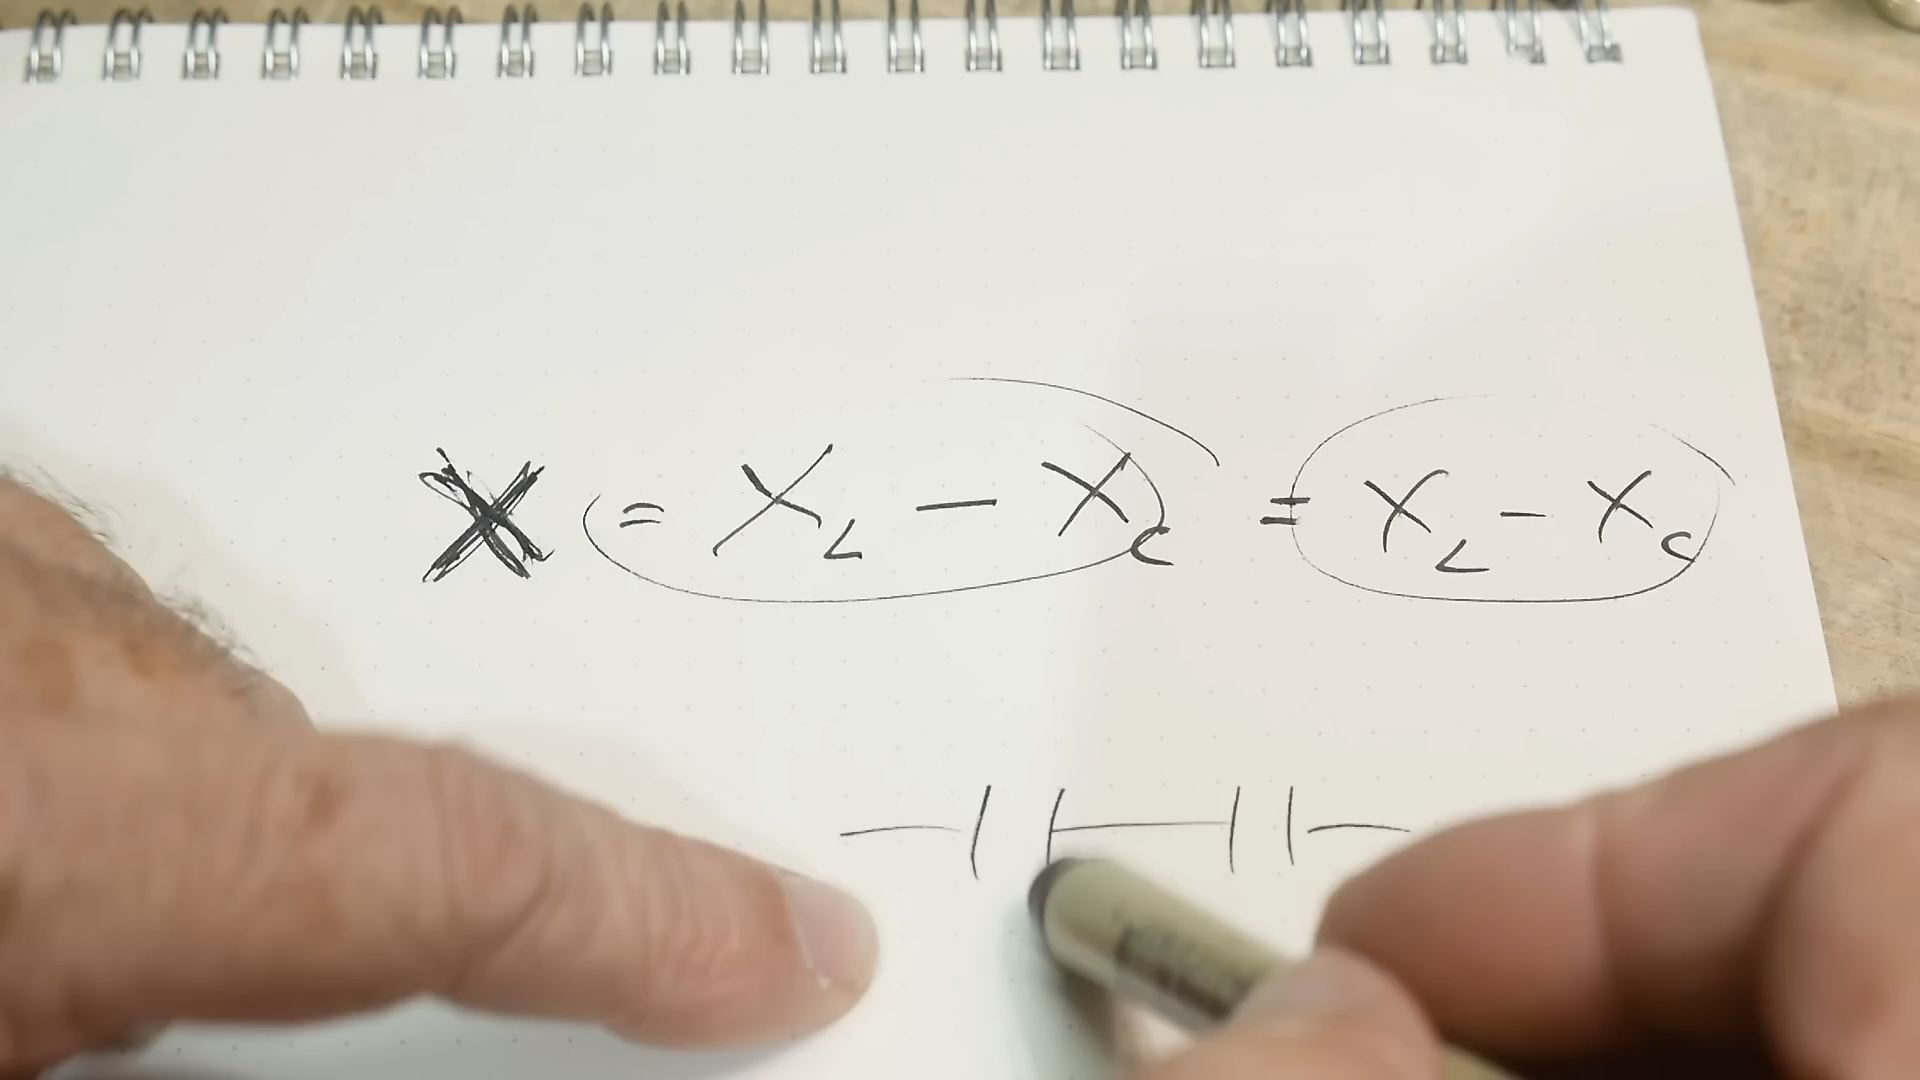 X = X_L - X_C = X_L - X_C